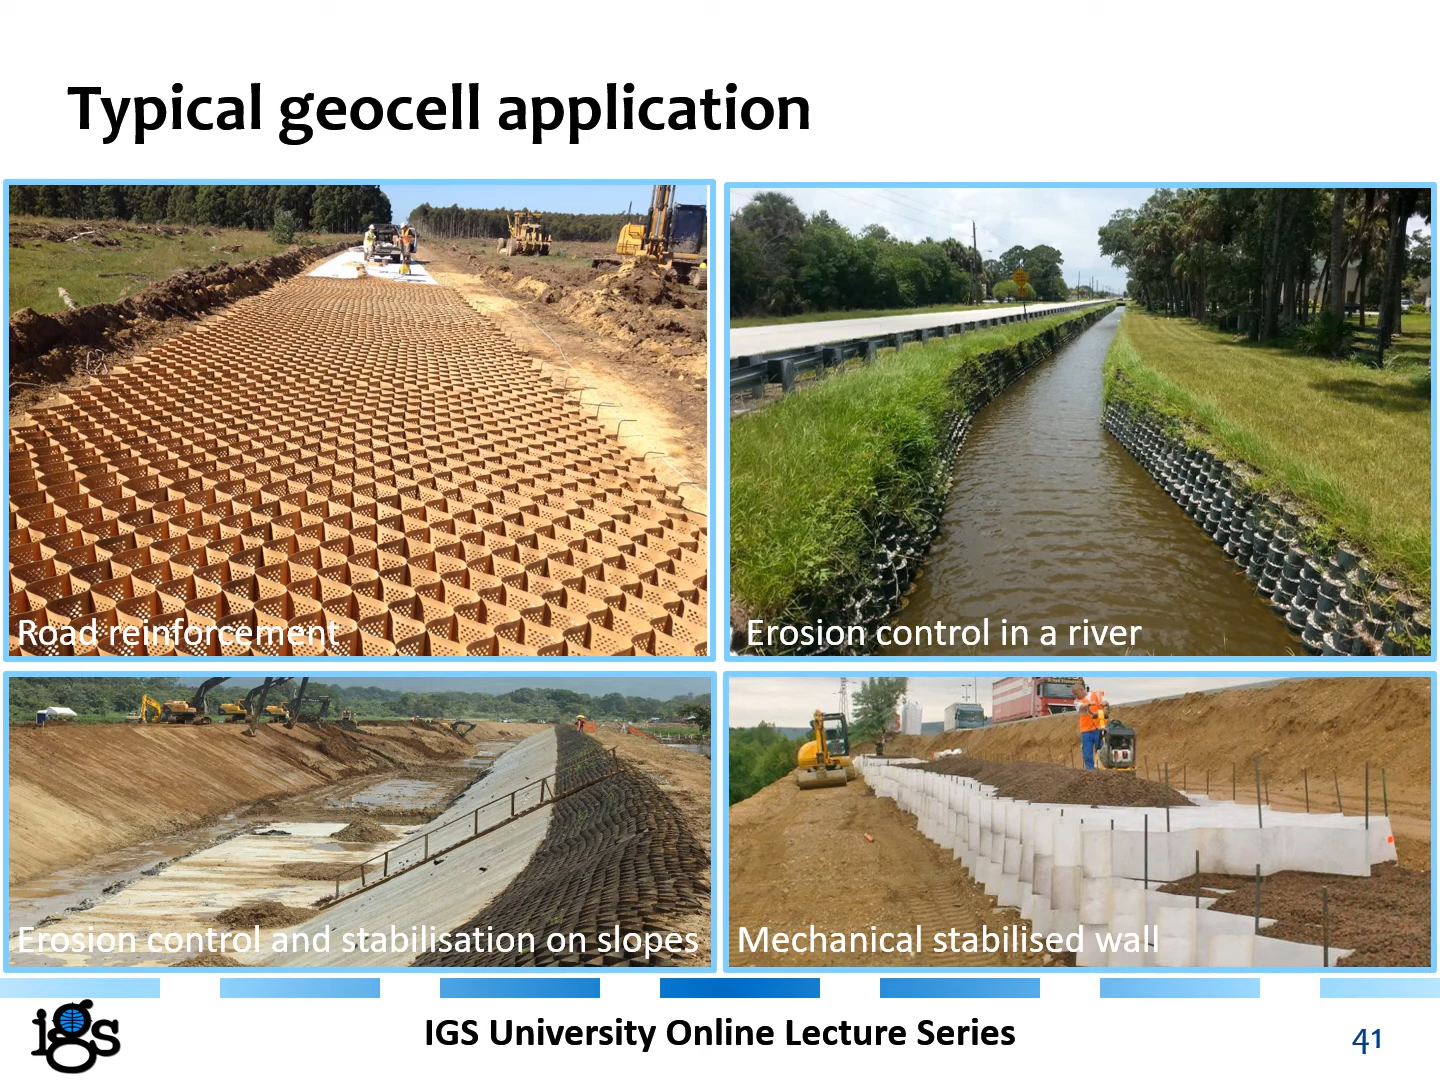 Typical geocell application
Road reinforcement
Erosion control in a river
Erosion control and stabilisation on slopes
Mechanical stabilised wall
igs
IGS University Online Lecture Series
41